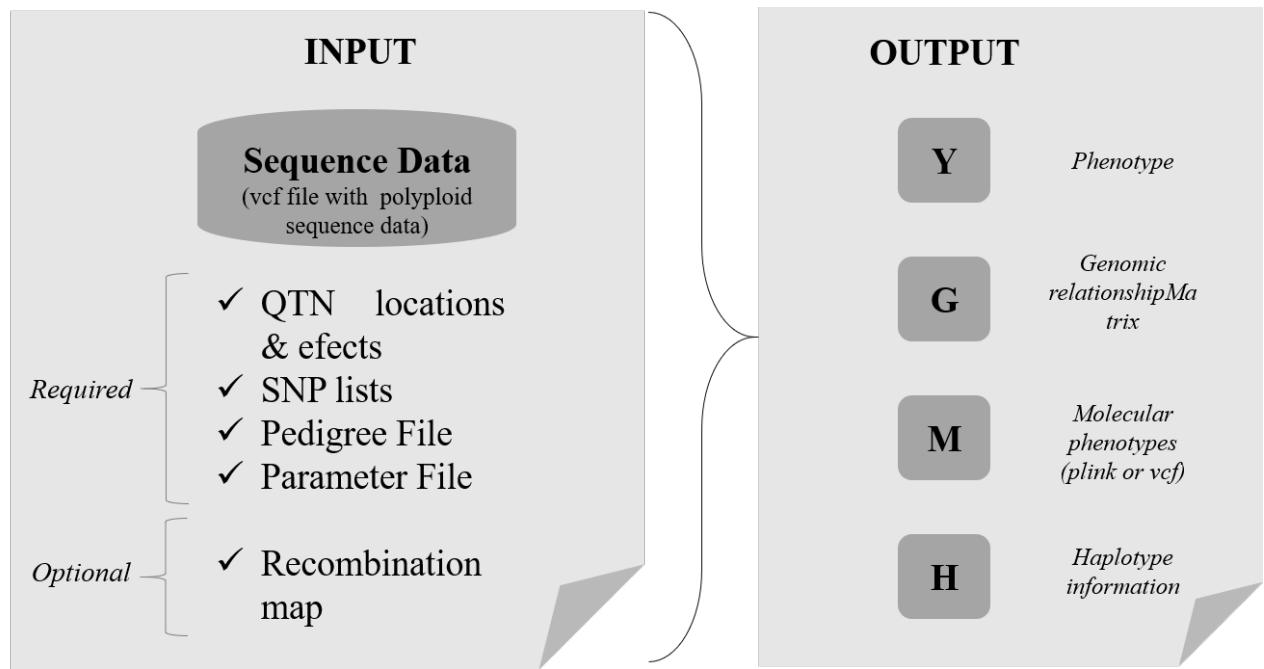 INPUT
Sequence Data
(vcf file with polyploid
sequence data)
Required
✓ QTN locations
& efects
✓ SNP lists
✓ Pedigree File
✓ Parameter File
Optional
✓ Recombination
map
OUTPUT
Y
Phenotype
G
Genomic
relationshipMa
trix
M
Molecular
phenotypes
(plink or vcf)
H
Haplotype
information